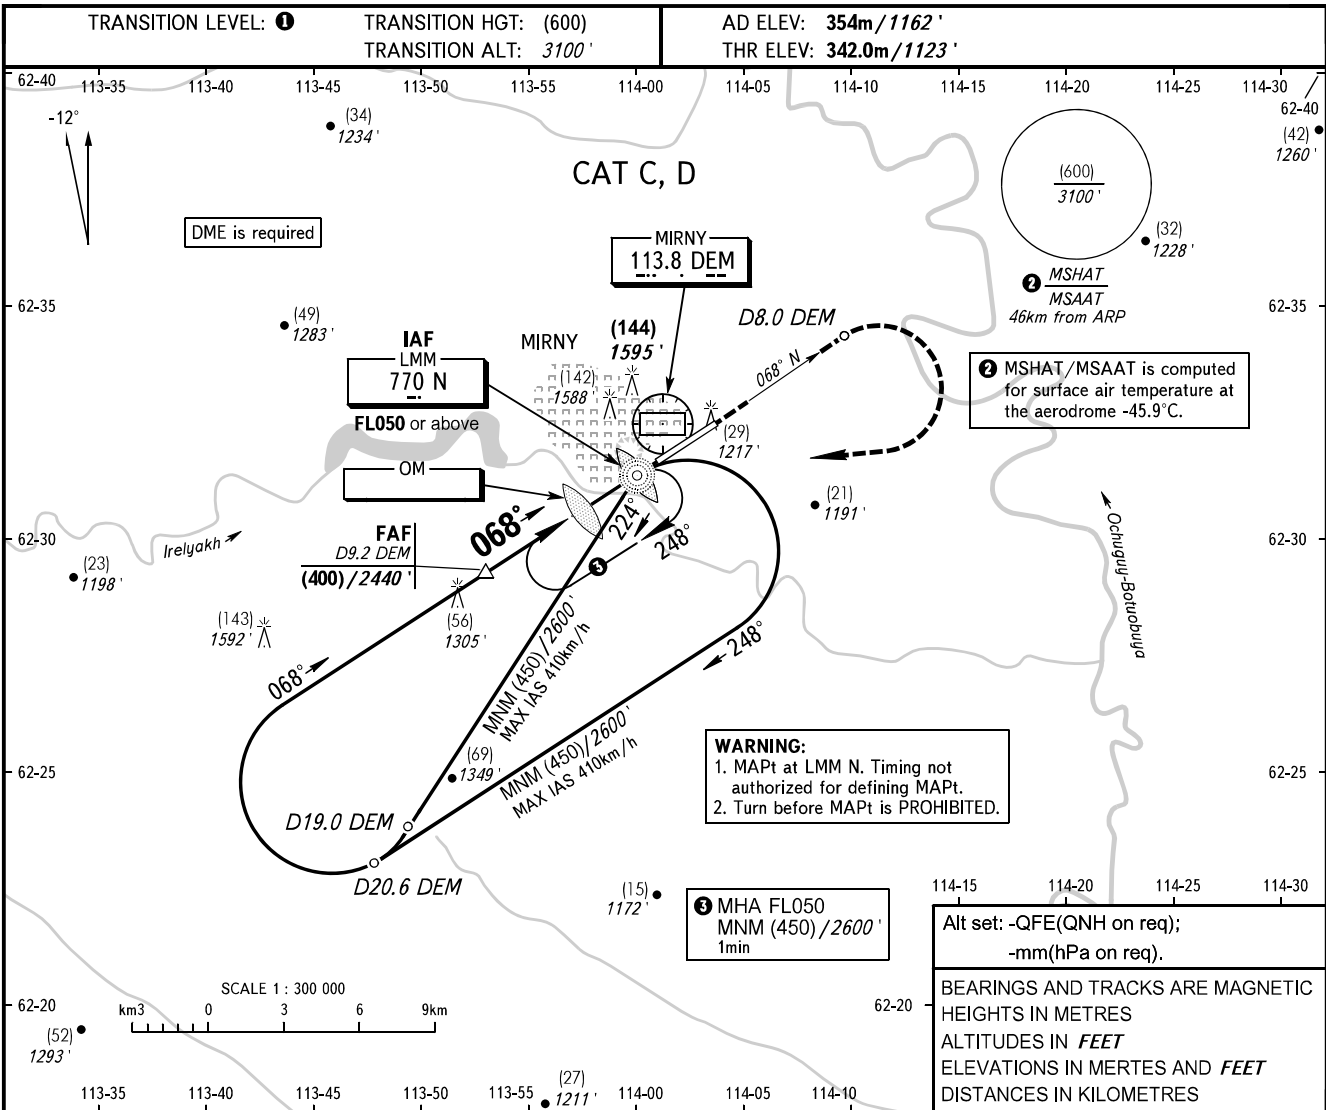 TRANSITION LEVEL: ❶
TRANSITION HGT: (600)
TRANSITION ALT: 3100 '
AD ELEV: 354m/1162 '
THR ELEV: 342.0m/1123 '
62-40
113-35 113-40 113-45 113-50 113-55 114-00 114-05 114-10 114-15 114-20 114-25 114-30
62-40
-12°
(34)
1234 '
(42)
1260 '
CAT C, D
(600)
3100 '
DME is required
MIRNY
113.8 DEM
(32)
1228 '
❷ MSHAT
MSAAT
46km from ARP
62-35
62-35
(49)
1283 '
D8.0 DEM
IAF
LMM
770 N
FL050 or above
MIRNY
(144)
1595 '
(142)
1588 '
068° N
(29)
1217 '
❷ MSHAT/MSAAT is computed
for surface air temperature at
the aerodrome -45.9°C.
OM
(21)
1191 '
Ochuguy-Botuobuya
62-30
62-30
Irelyakh
FAF
D9.2 DEM
(400)/2440 '
068°
224°
248°
❸
(23)
1198 '
(143)
1592 '
(56)
1305 '
068°
248°
MNM (450)/2600 '
MAX IAS 410km/h
MNM (450)/2600 '
MAX IAS 410km/h
(69)
1349 '
62-25
62-25
WARNING:
1. MAPt at LMM N. Timing not
authorized for defining MAPt.
2. Turn before MAPt is PROHIBITED.
D19.0 DEM
D20.6 DEM
(15)
1172 '
❸ MHA FL050
MNM (450)/2600 '
1min
114-15 114-20 114-25 114-30
Alt set: -QFE(QNH on req);
-mm(hPa on req).
BEARINGS AND TRACKS ARE MAGNETIC
HEIGHTS IN METRES
ALTITUDES IN FEET
ELEVATIONS IN MERTES AND FEET
DISTANCES IN KILOMETRES
SCALE 1 : 300 000
km3 0 3 6 9km
62-20
62-20
(52)
1293 '
(27)
1211 '
113-35 113-40 113-45 113-50 113-55 114-00 114-05 114-10